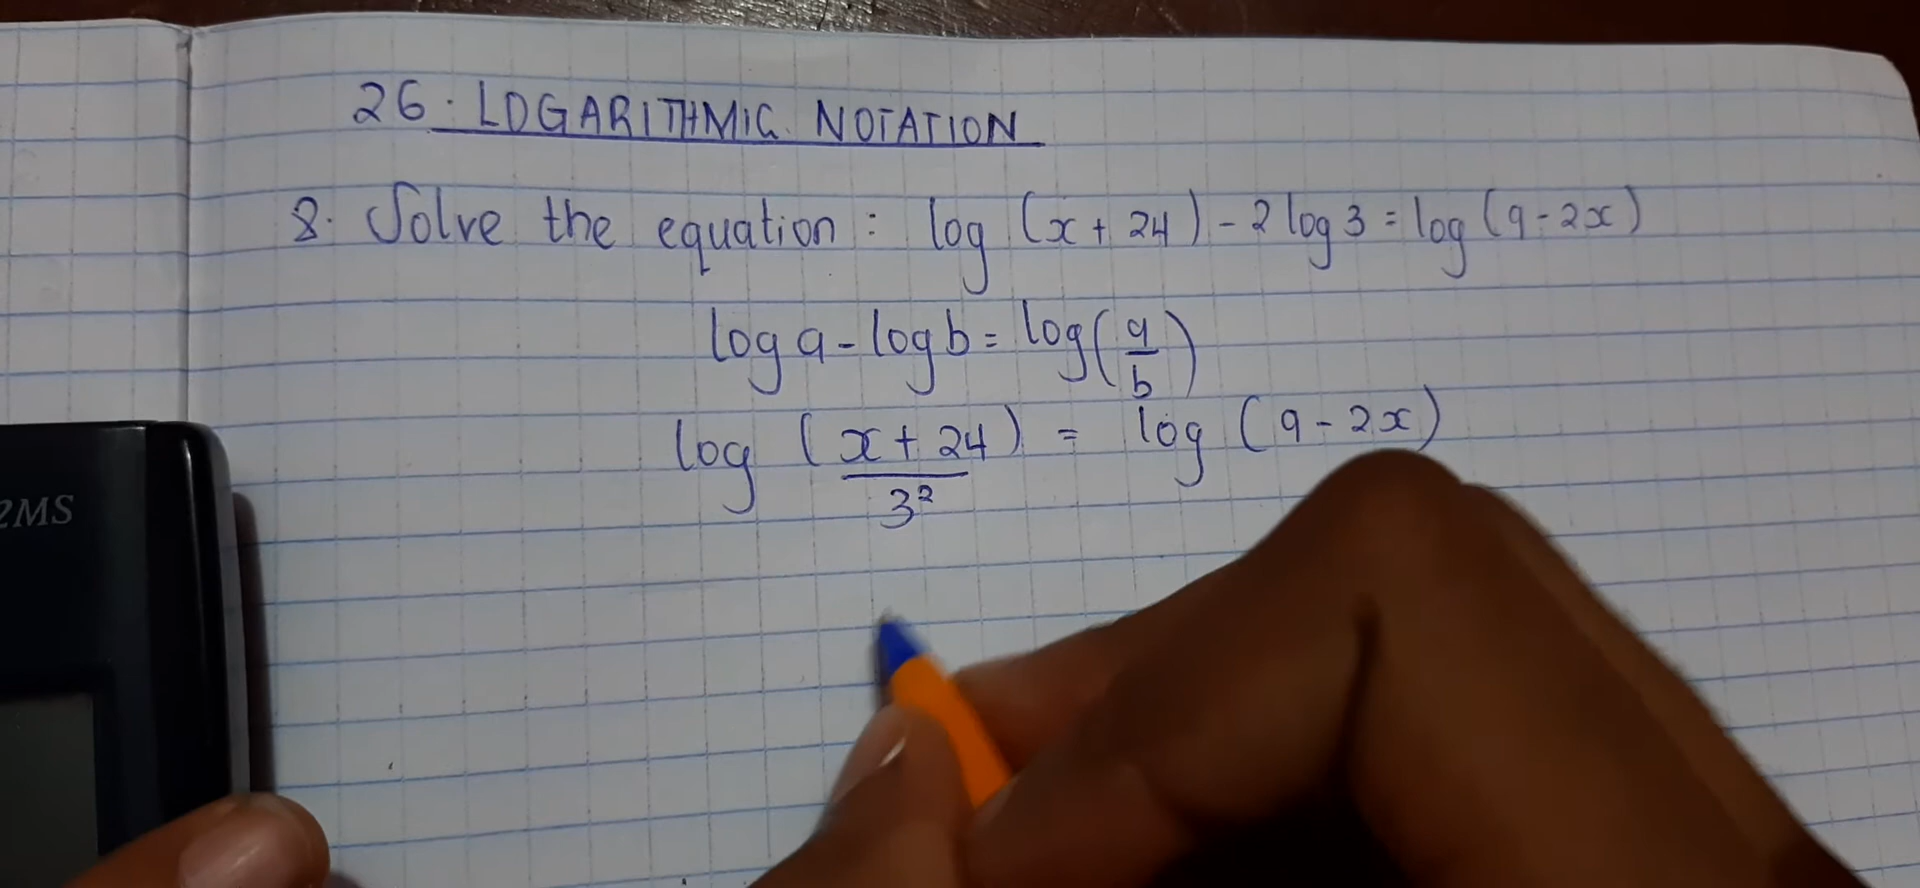 26. LOGARITHMIC NOTATION
8. Solve the equation: log (x + 24) - 2 log 3 = log (9 - 2x)
log a - log b = log (a/b)
log (x + 24 / 3²) = log (9 - 2x)
2MS